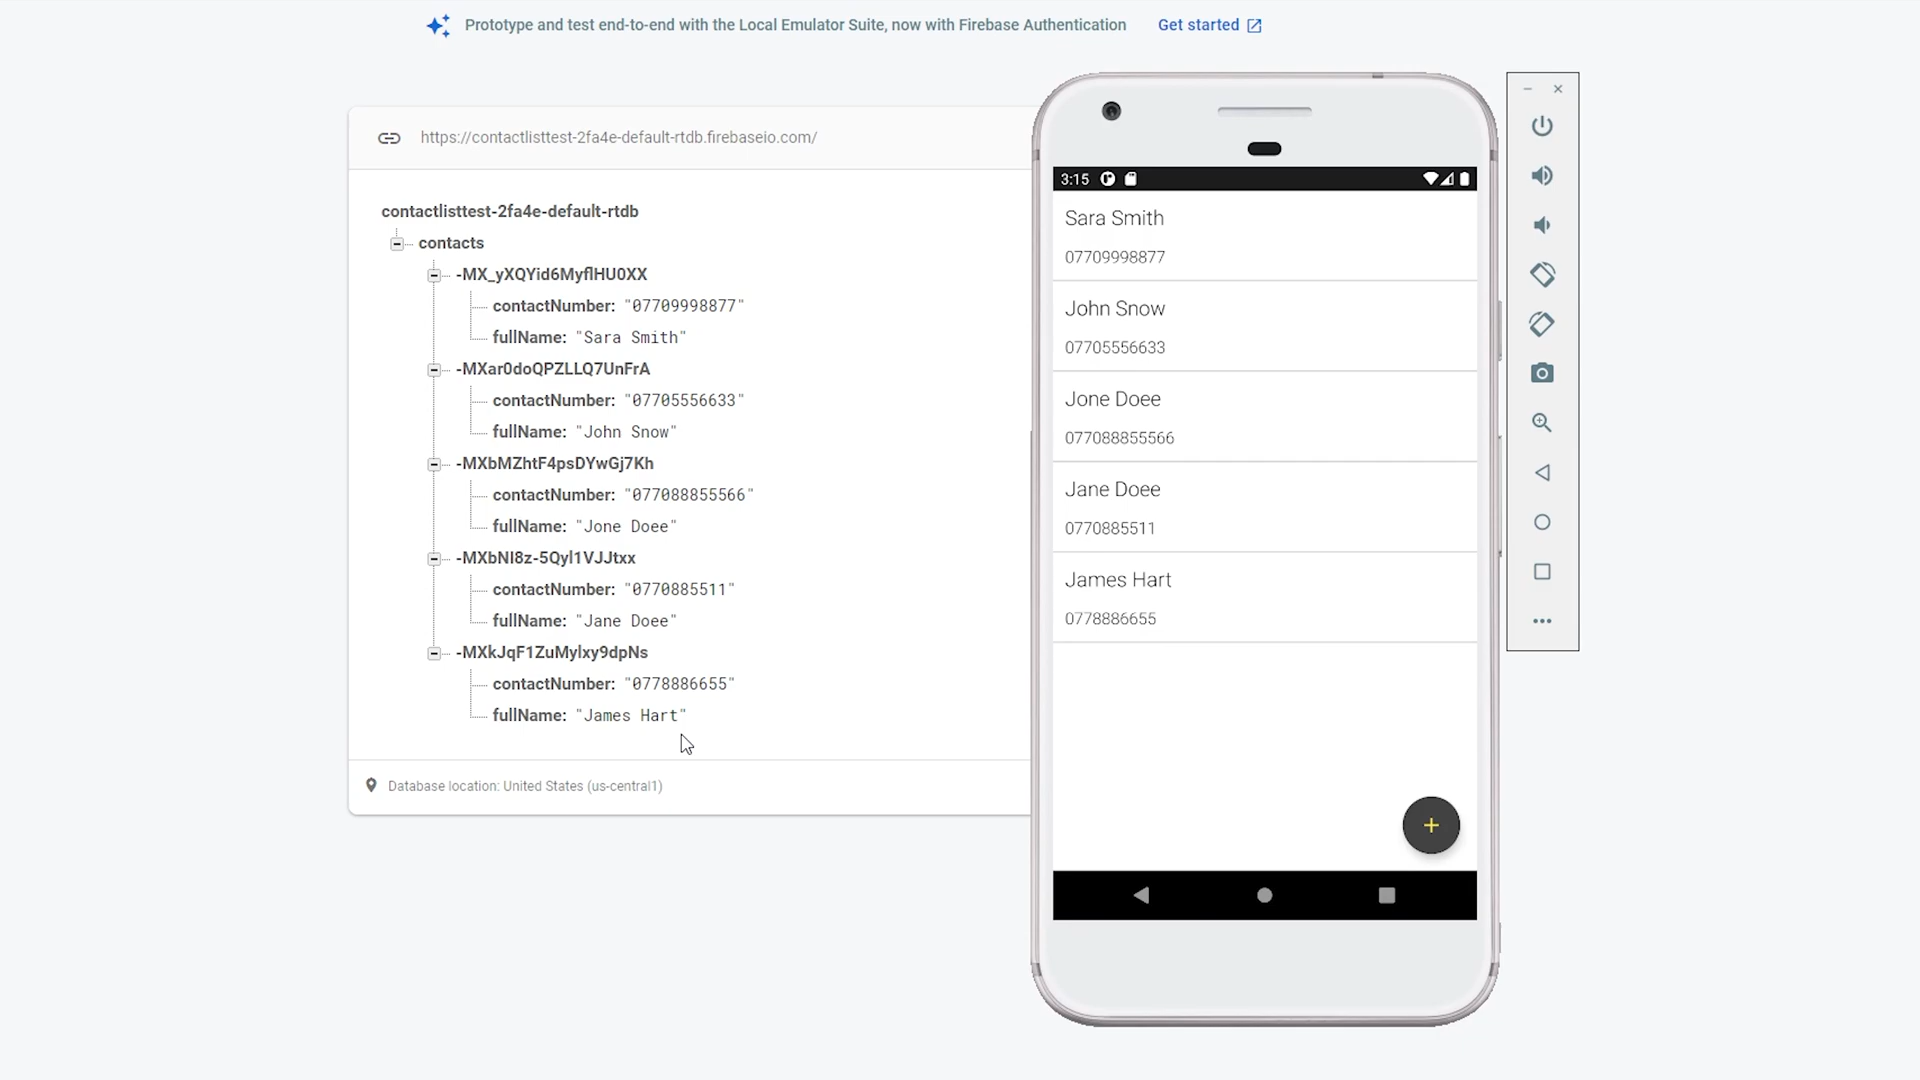 Prototype and test end-to-end with the Local Emulator Suite, now with Firebase Authentication Get started
https://contactlisttest-2fa4e-default-rtdb.firebaseio.com/
contactlisttest-2fa4e-default-rtdb
contacts
-MX_yXQYid6MyflHU0XX
contactNumber: "07709998877"
fullName: "Sara Smith"
-MXar0doQPZLLQ7UnFrA
contactNumber: "07705556633"
fullName: "John Snow"
-MXbMZhtF4psDYwGj7Kh
contactNumber: "077088855566"
fullName: "Jone Doee"
-MXbNI8z-5Qyl1VJJtxx
contactNumber: "0770885511"
fullName: "Jane Doee"
-MXkJqF1ZuMylxy9dpNs
contactNumber: "0778886655"
fullName: "James Hart"
Database location: United States (us-central1)
3:15
Sara Smith
07709998877
John Snow
07705556633
Jone Doee
077088855566
Jane Doee
0770885511
James Hart
0778886655